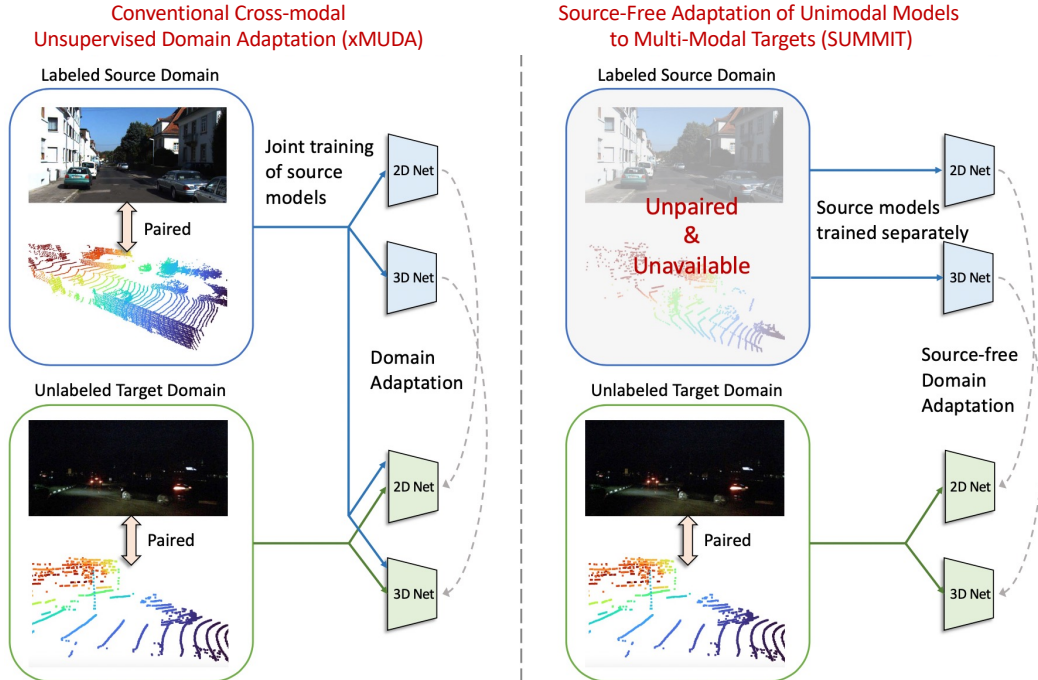 Conventional Cross-modal
Unsupervised Domain Adaptation (xMUDA)
Labeled Source Domain
Paired
Joint training
of source
models
2D Net
3D Net
Domain
Adaptation
Unlabeled Target Domain
Paired
2D Net
3D Net
Source-Free Adaptation of Unimodal Models
to Multi-Modal Targets (SUMMIT)
Labeled Source Domain
Unpaired
&
Unavailable
Source models
trained separately
2D Net
3D Net
Source-free
Domain
Adaptation
Unlabeled Target Domain
Paired
2D Net
3D Net